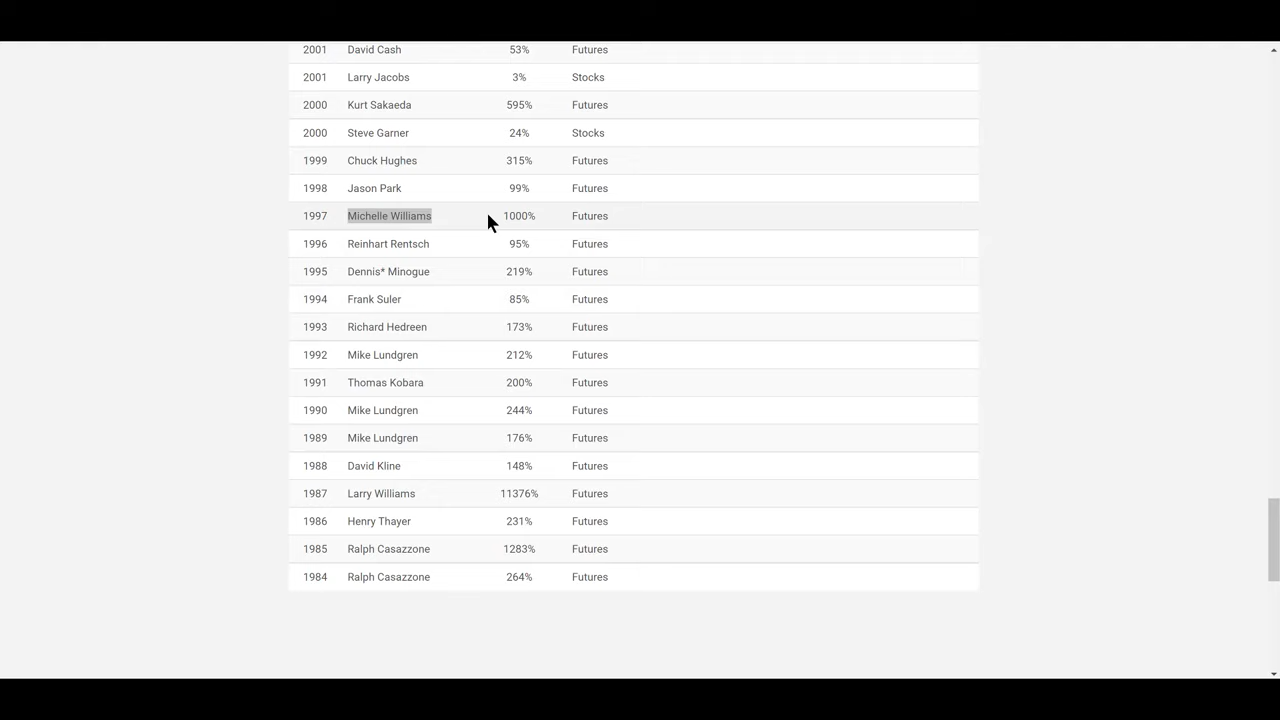 2001 David Cash 53% Futures
2001 Larry Jacobs 3% Stocks
2000 Kurt Sakaeda 595% Futures
2000 Steve Garner 24% Stocks
1999 Chuck Hughes 315% Futures
1998 Jason Park 99% Futures
1997 Michelle Williams 1000% Futures
1996 Reinhart Rentsch 95% Futures
1995 Dennis* Minogue 219% Futures
1994 Frank Suler 85% Futures
1993 Richard Hedreen 173% Futures
1992 Mike Lundgren 212% Futures
1991 Thomas Kobara 200% Futures
1990 Mike Lundgren 244% Futures
1989 Mike Lundgren 176% Futures
1988 David Kline 148% Futures
1987 Larry Williams 11376% Futures
1986 Henry Thayer 231% Futures
1985 Ralph Casazzone 1283% Futures
1984 Ralph Casazzone 264% Futures